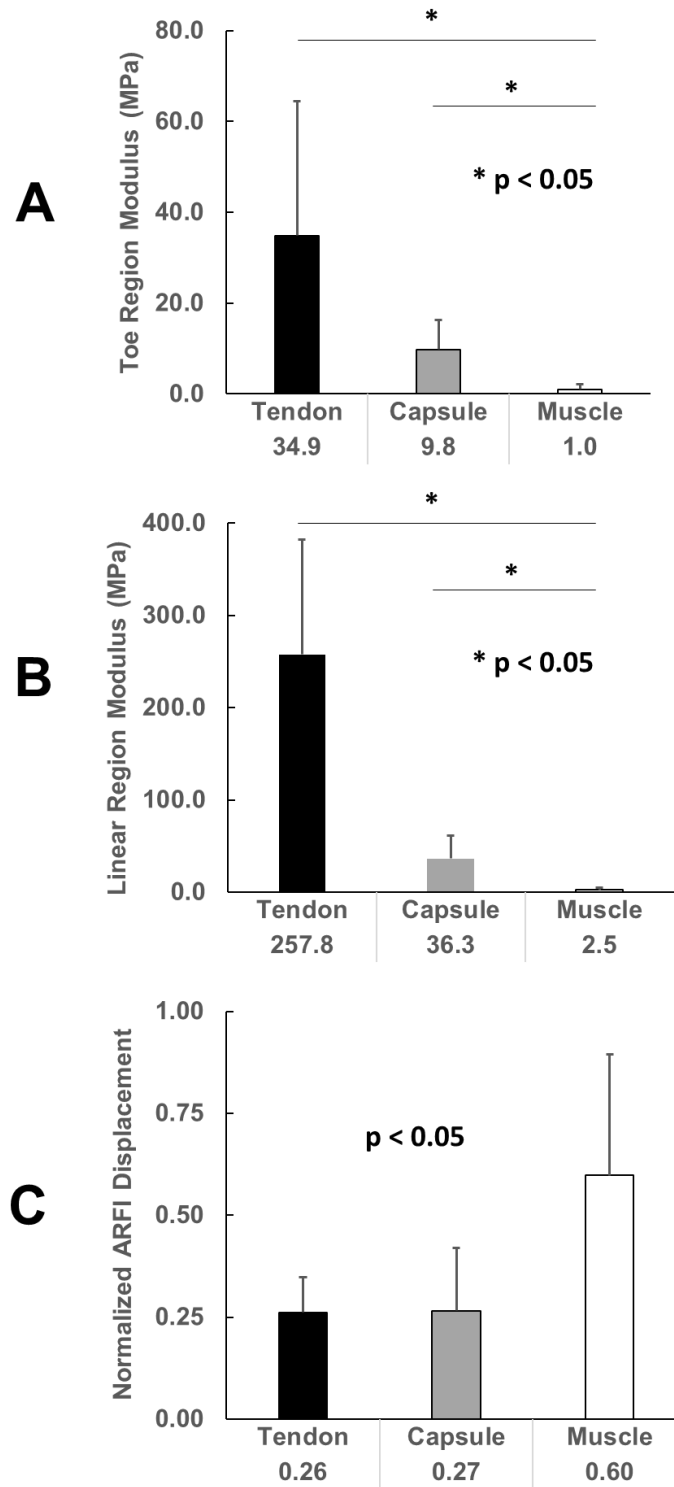 A
Toe Region Modulus (MPa)
80.0
60.0
40.0
20.0
0.0
*
*
* p < 0.05
Tendon Capsule Muscle
34.9 9.8 1.0
B
Linear Region Modulus (MPa)
400.0
300.0
200.0
100.0
0.0
*
*
* p < 0.05
Tendon Capsule Muscle
257.8 36.3 2.5
C
Normalized ARFI Displacement
1.00
0.75
0.50
0.25
0.00
p < 0.05
Tendon Capsule Muscle
0.26 0.27 0.60